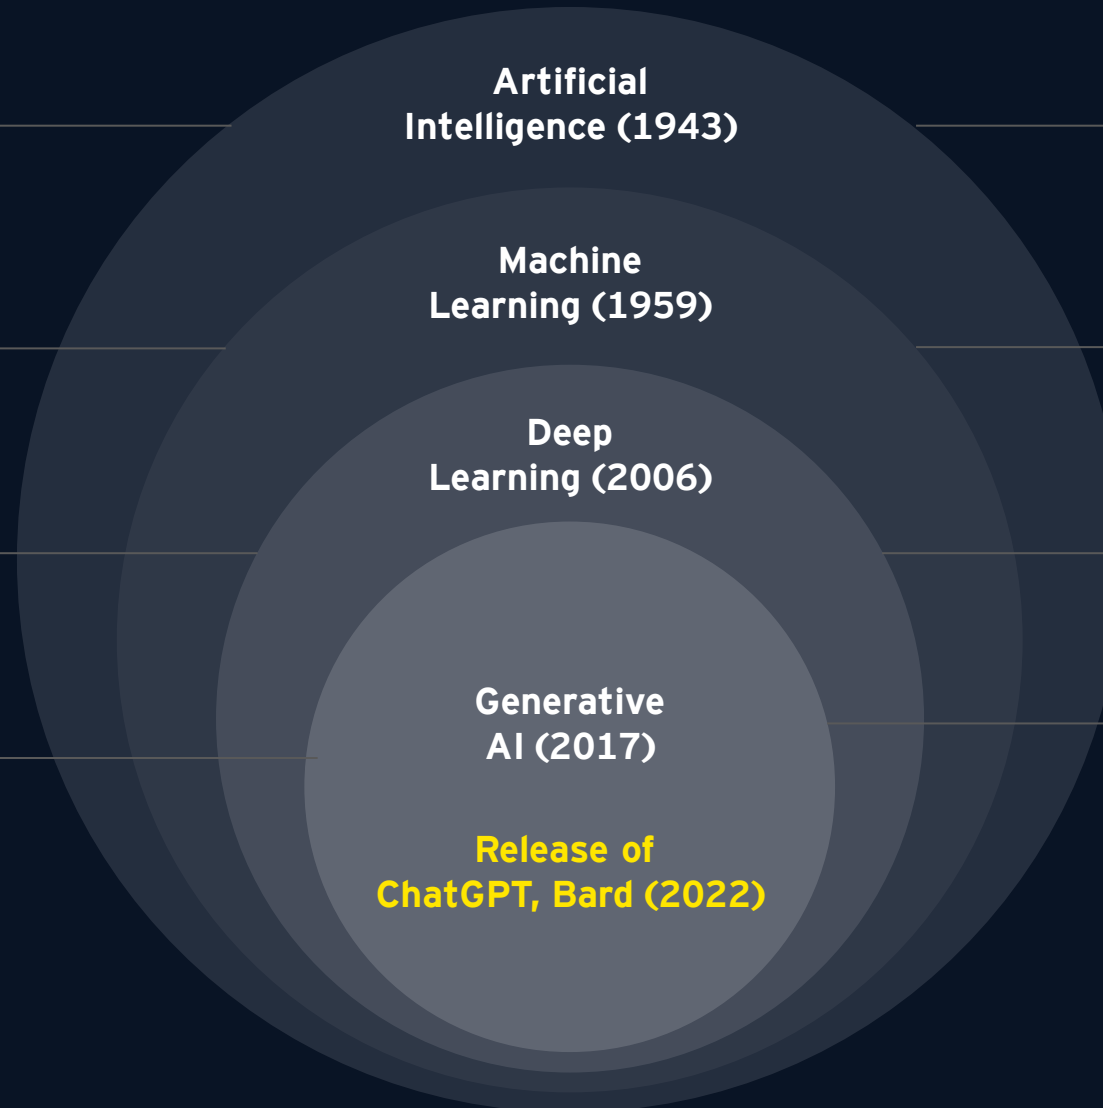 Artificial
Intelligence (1943)
Machine
Learning (1959)
Deep
Learning (2006)
Generative
AI (2017)
Release of
ChatGPT, Bard (2022)